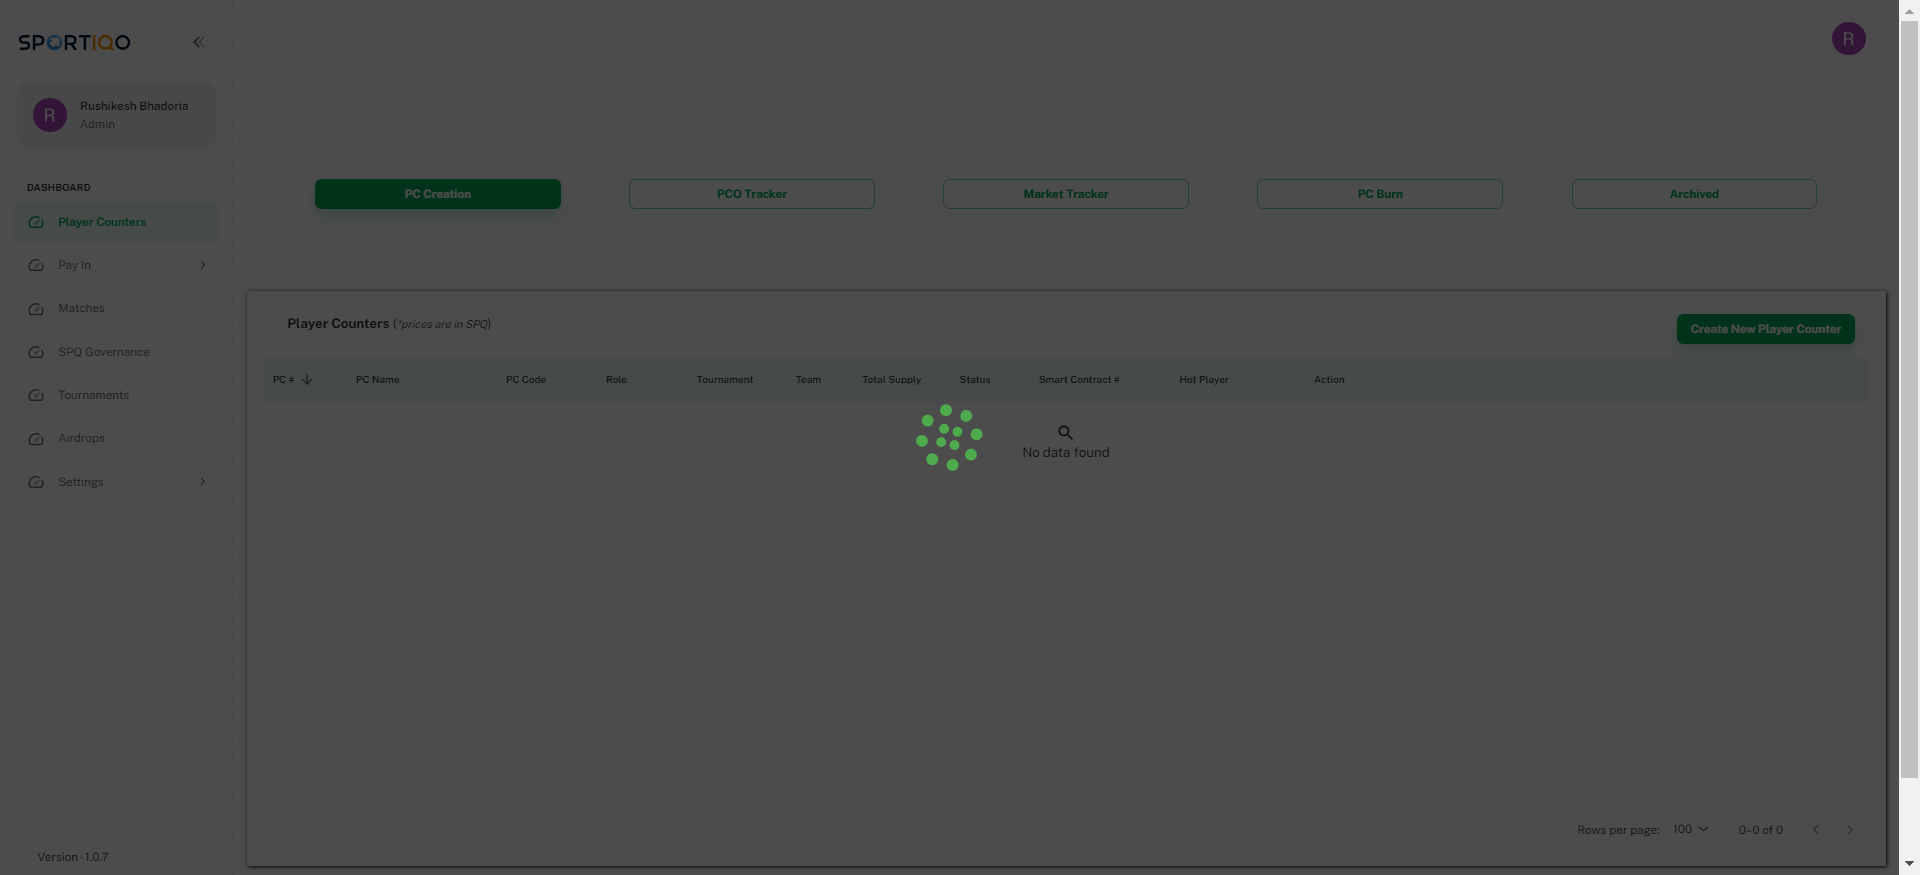 SPORTIQO
R
R
Rushikesh Bhadoria
Admin
DASHBOARD
Player Counters
Pay In
Matches
SPQ Governance
Tournaments
Airdrops
Settings
Version - 1.0.7
PC Creation
PCO Tracker
Market Tracker
PC Burn
Archived
Player Counters (*prices are in SPQ)
Create New Player Counter
PC # PC Name PC Code Role Tournament Team Total Supply Status Smart Contract # Hot Player Action
No data found
Rows per page: 100 0–0 of 0